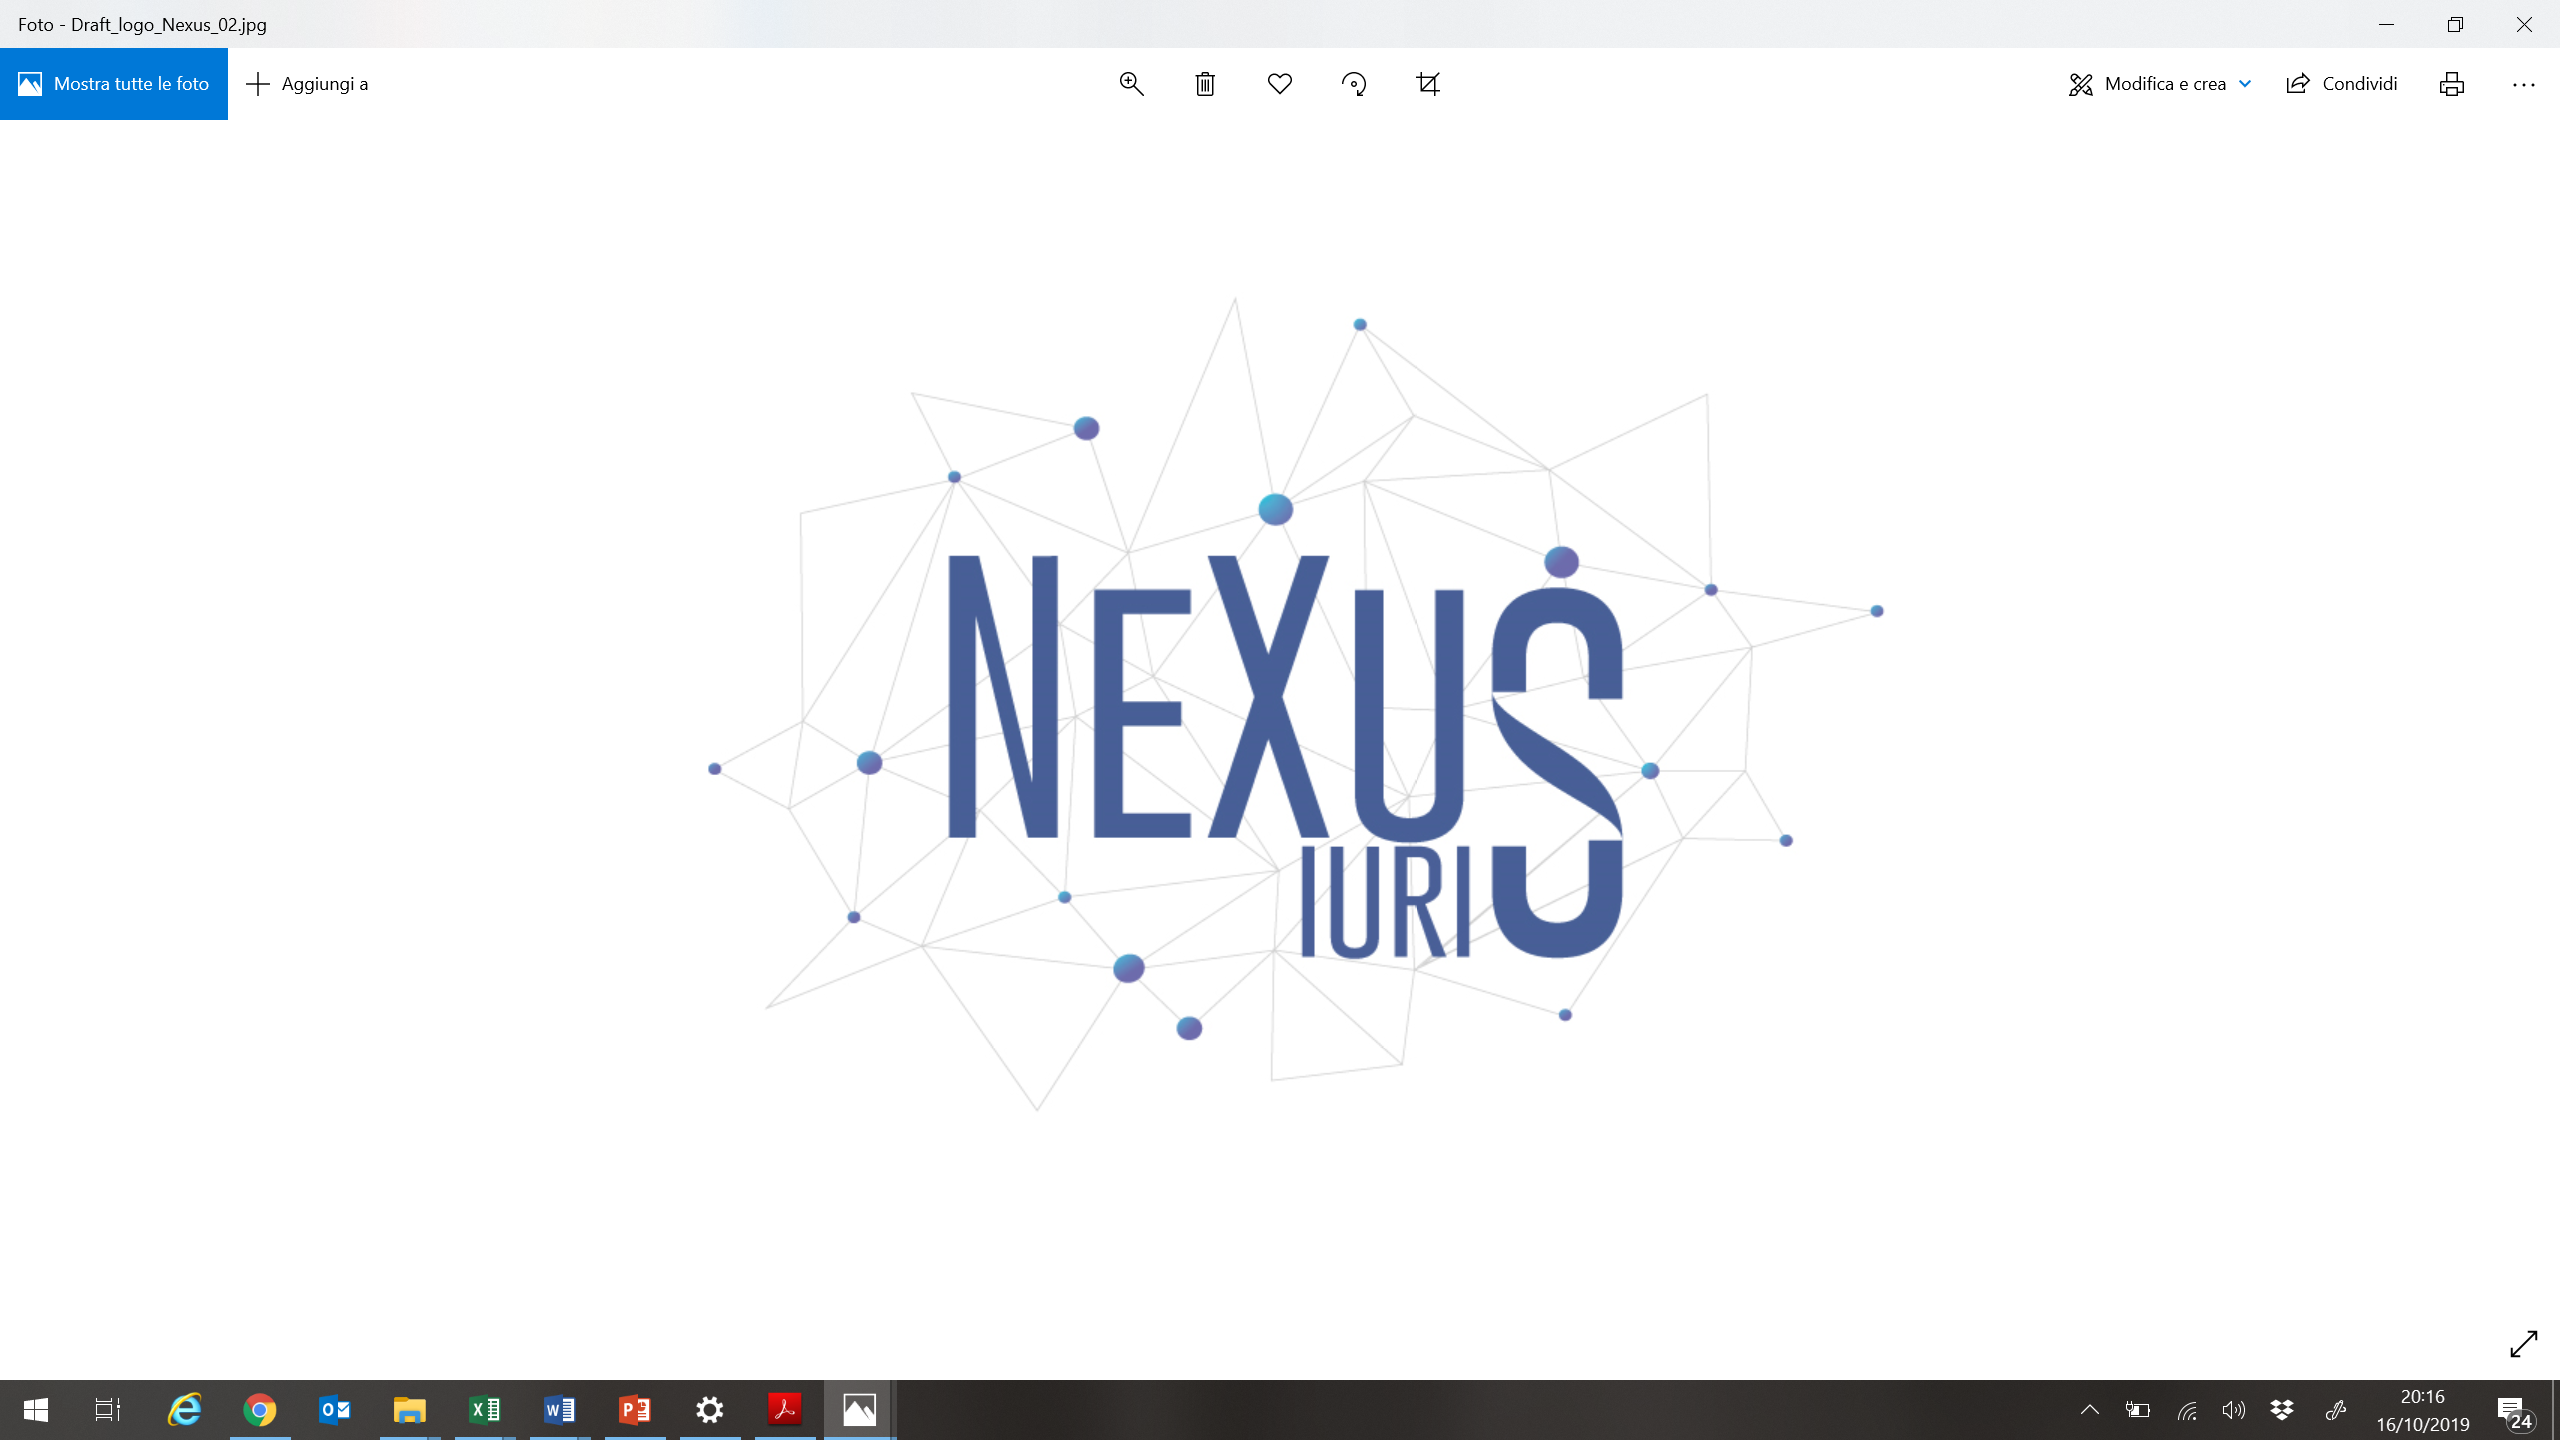 Foto - Draft_logo_Nexus_02.jpg
Mostra tutte le foto
Aggiungi a
Modifica e crea
Condividi
NEXUS
IURIS
20:16
16/10/2019
24